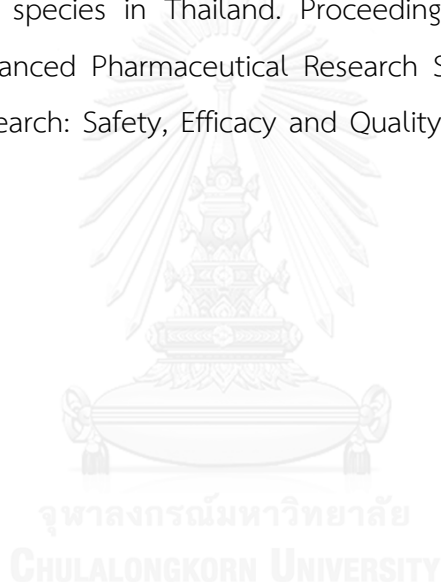 species in Thailand. Proceeding
anced Pharmaceutical Research S
earch: Safety, Efficacy and Quality
จุฬาลงกรณ์มหาวิทยาลัย
CHULALONGKORN UNIVERSITY